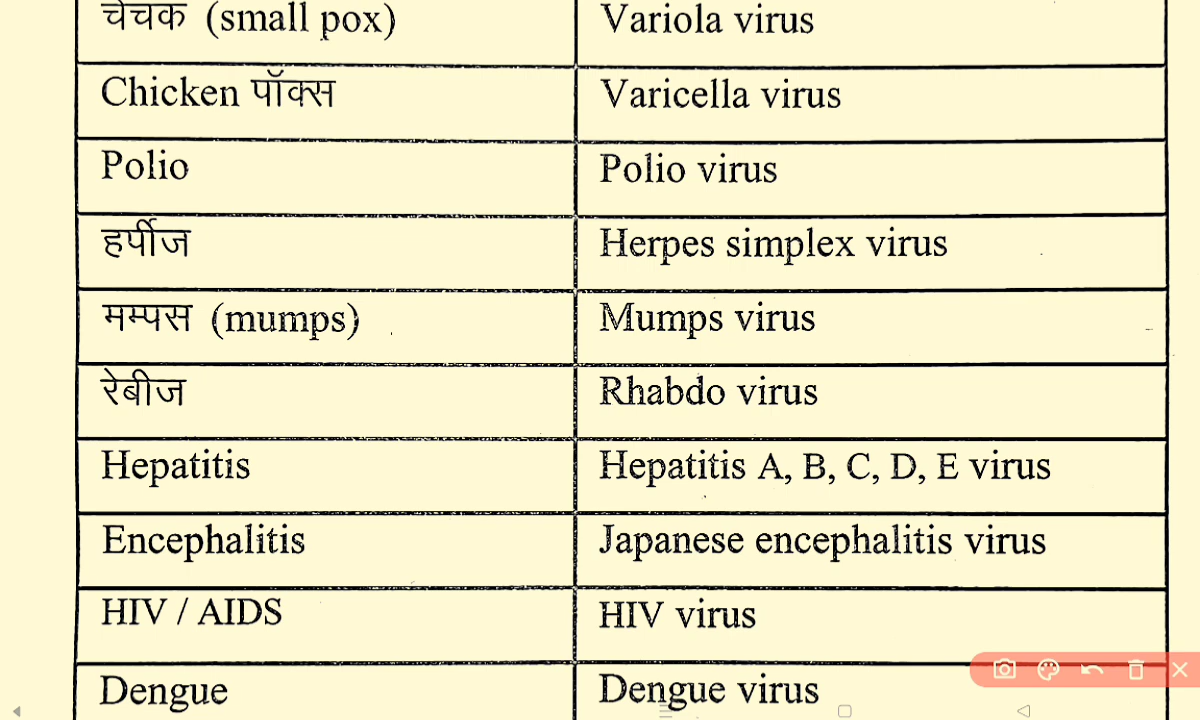 चेचक (small pox) Variola virus
Chicken पॉक्स Varicella virus
Polio Polio virus
हर्पीज Herpes simplex virus
मम्पस (mumps) Mumps virus
रेबीज Rhabdo virus
Hepatitis Hepatitis A, B, C, D, E virus
Encephalitis Japanese encephalitis virus
HIV / AIDS HIV virus
Dengue Dengue virus